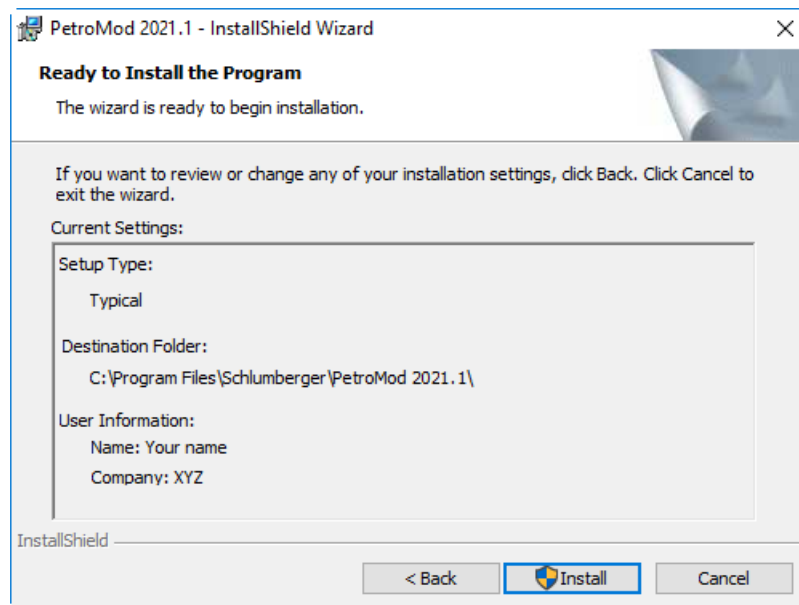 PetroMod 2021.1 - InstallShield Wizard
Ready to Install the Program
The wizard is ready to begin installation.
If you want to review or change any of your installation settings, click Back. Click Cancel to
exit the wizard.
Current Settings:
Setup Type:
Typical
Destination Folder:
C:\Program Files\Schlumberger\PetroMod 2021.1\
User Information:
Name: Your name
Company: XYZ
InstallShield
< Back
Install
Cancel